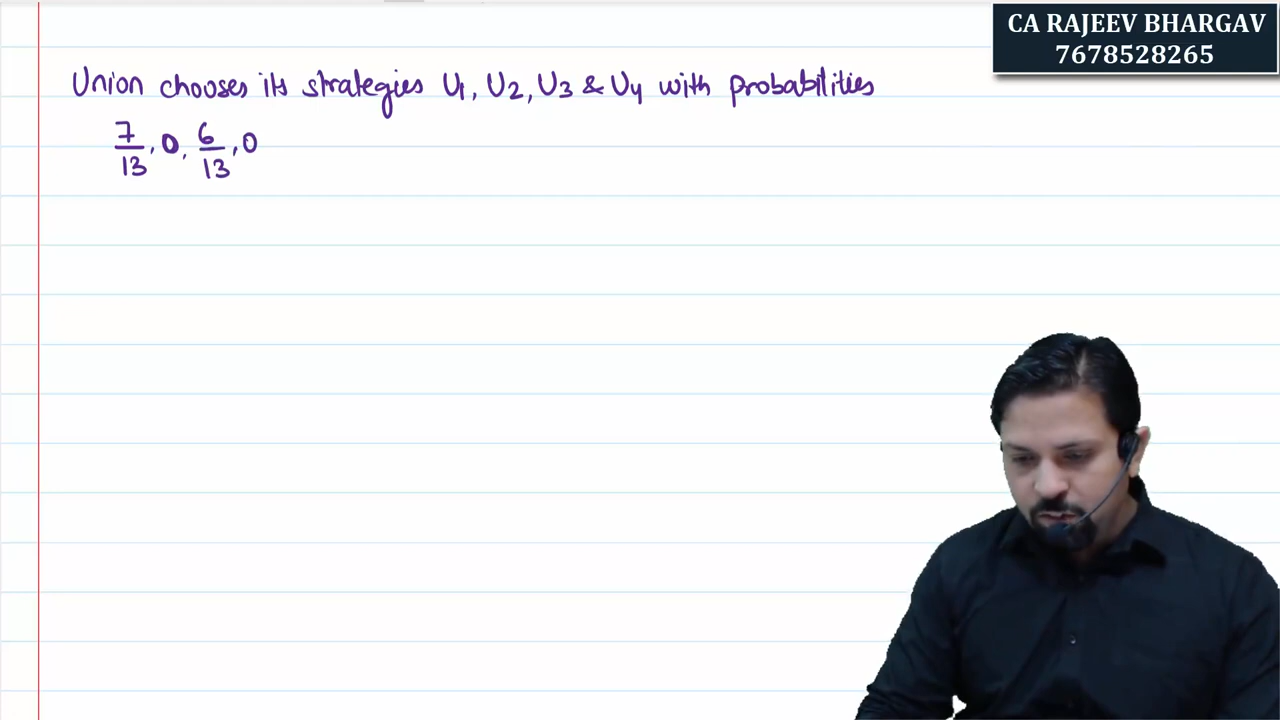 CA RAJEEV BHARGAV
7678528265
Union chooses its strategies U1, U2, U3 & U4 with probabilities
7/13, 0, 6/13, 0